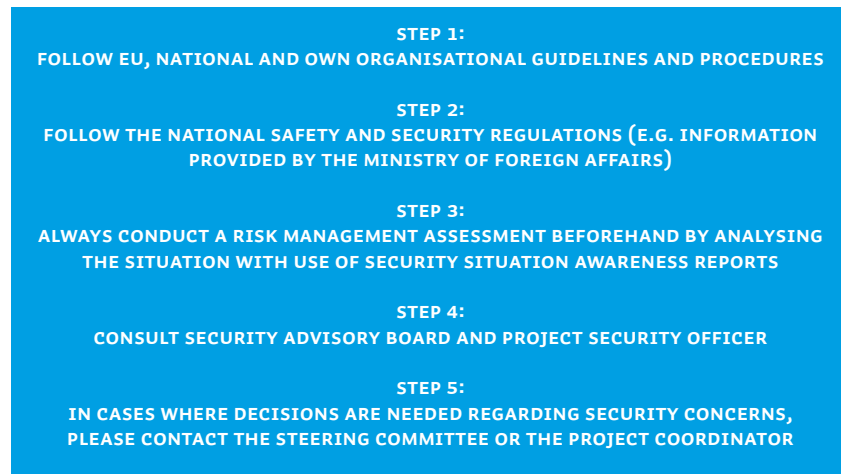 STEP 1:
FOLLOW EU, NATIONAL AND OWN ORGANISATIONAL GUIDELINES AND PROCEDURES
STEP 2:
FOLLOW THE NATIONAL SAFETY AND SECURITY REGULATIONS (E.G. INFORMATION
PROVIDED BY THE MINISTRY OF FOREIGN AFFAIRS)
STEP 3:
ALWAYS CONDUCT A RISK MANAGEMENT ASSESSMENT BEFOREHAND BY ANALYSING
THE SITUATION WITH USE OF SECURITY SITUATION AWARENESS REPORTS
STEP 4:
CONSULT SECURITY ADVISORY BOARD AND PROJECT SECURITY OFFICER
STEP 5:
IN CASES WHERE DECISIONS ARE NEEDED REGARDING SECURITY CONCERNS,
PLEASE CONTACT THE STEERING COMMITTEE OR THE PROJECT COORDINATOR